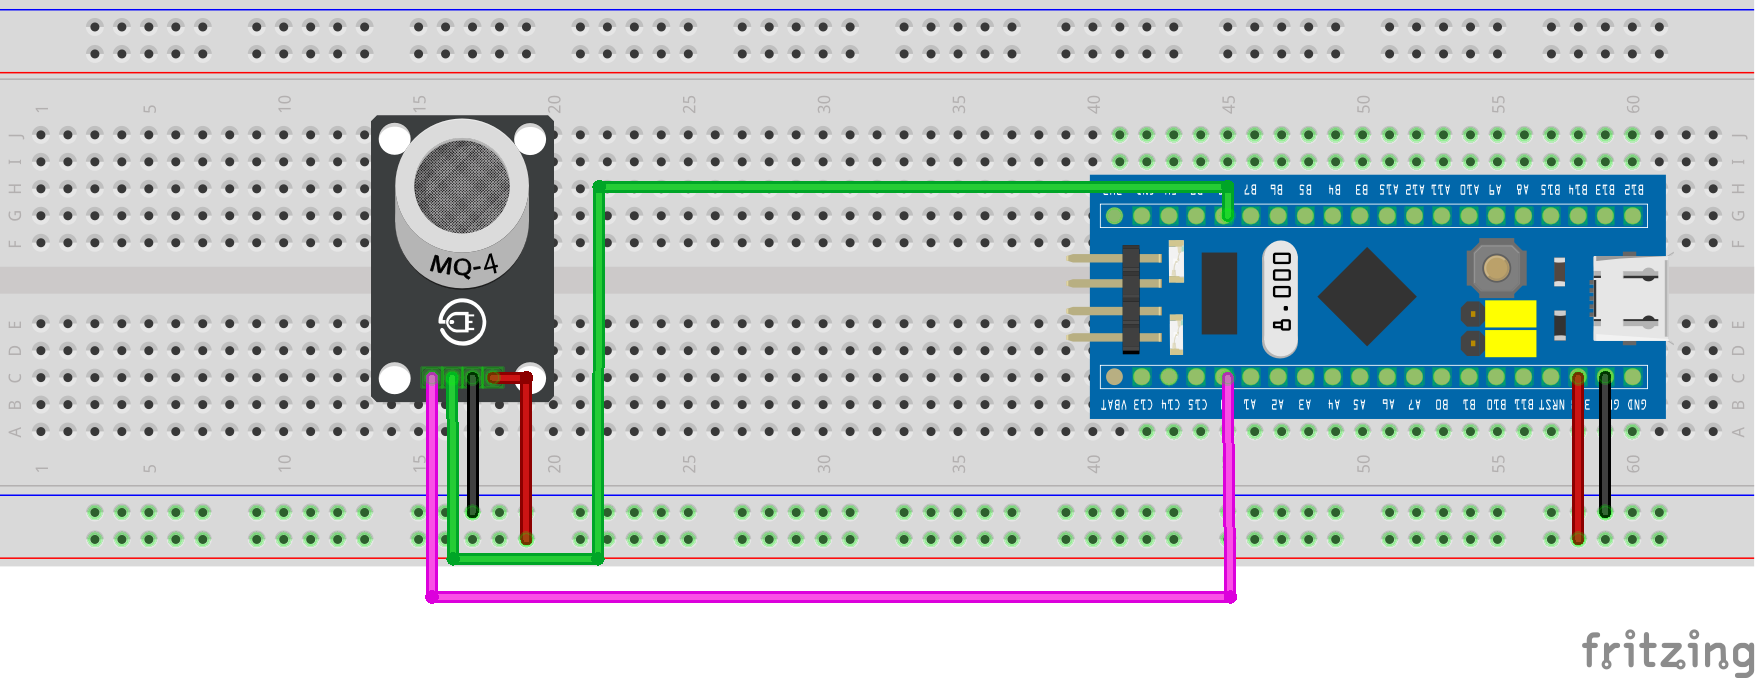 1 5 10 15 20 25 30 35 40 45 50 55 60
J J
I I
H H
G G
F F
B7 B6 B5 B4 B3 A15 A12 A11 A10 A9 A8 B15 B14 B13 B12
MQ-4
8.000
E E
D D
C C
B B
A A
VBAT C13 C14 C15 A1 A2 A3 A4 A5 A6 A7 B0 B1 B10 B11 NRST GND
1 5 10 15 20 25 30 35 40 50 55 60
fritzing